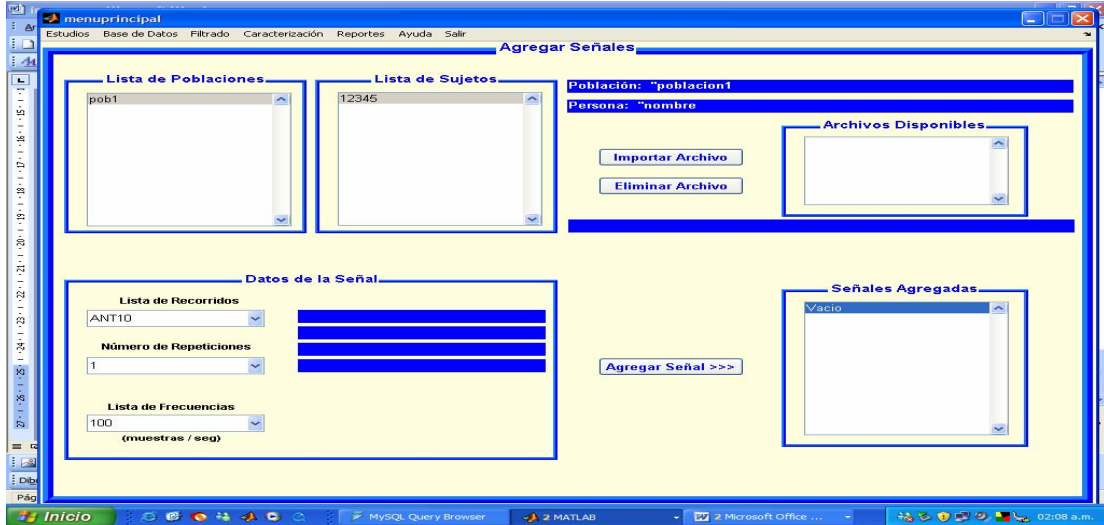 menuprincipal
Estudios Base de Datos Filtrado Caracterización Reportes Ayuda Salir
Agregar Señales
Lista de Poblaciones
pob1
Lista de Sujetos
12345
Población: "poblacion1
Persona: "nombre
Importar Archivo
Eliminar Archivo
Archivos Disponibles
Datos de la Señal
Lista de Recorridos
ANT10
Número de Repeticiones
1
Lista de Frecuencias
100
(muestras / seg)
Agregar Señal >>>
Señales Agregadas
Vacio
Pág
Inicio
MySQL Query Browser
2 MATLAB
2 Microsoft Office ...
02:08 a.m.